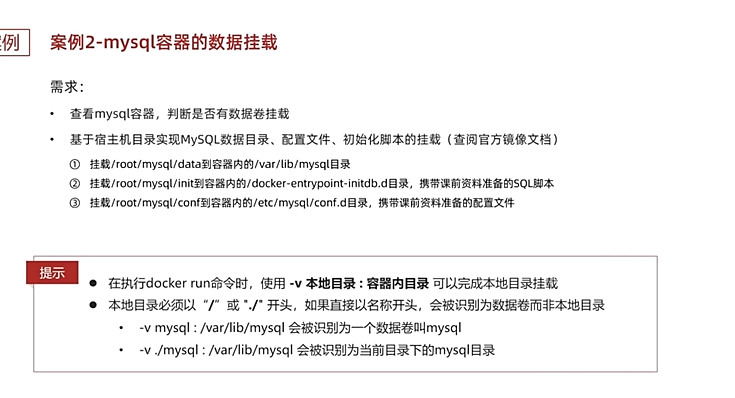 例
案例2-mysql容器的数据挂载
需求：
• 查看mysql容器，判断是否有数据卷挂载
• 基于宿主机目录实现MySQL数据目录、配置文件、初始化脚本的挂载（查阅官方镜像文档）
① 挂载/root/mysql/data到容器内的/var/lib/mysql目录
② 挂载/root/mysql/init到容器内的/docker-entrypoint-initdb.d目录，携带课前资料准备的SQL脚本
③ 挂载/root/mysql/conf到容器内的/etc/mysql/conf.d目录，携带课前资料准备的配置文件
提示
● 在执行docker run命令时，使用 -v 本地目录 : 容器内目录 可以完成本地目录挂载
● 本地目录必须以“/”或 "./" 开头，如果直接以名称开头，会被识别为数据卷而非本地目录
• -v mysql : /var/lib/mysql 会被识别为一个数据卷叫mysql
• -v ./mysql : /var/lib/mysql 会被识别为当前目录下的mysql目录